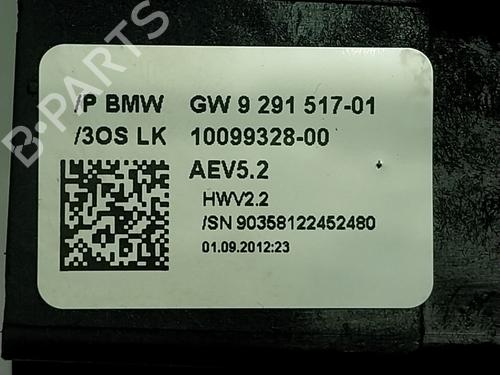 /P BMW GW 9 291 517-01
/3OS LK 10099328-00
AEV5.2
HWV2.2
/SN 90358122452480
01.09.2012:23
B-PARTS